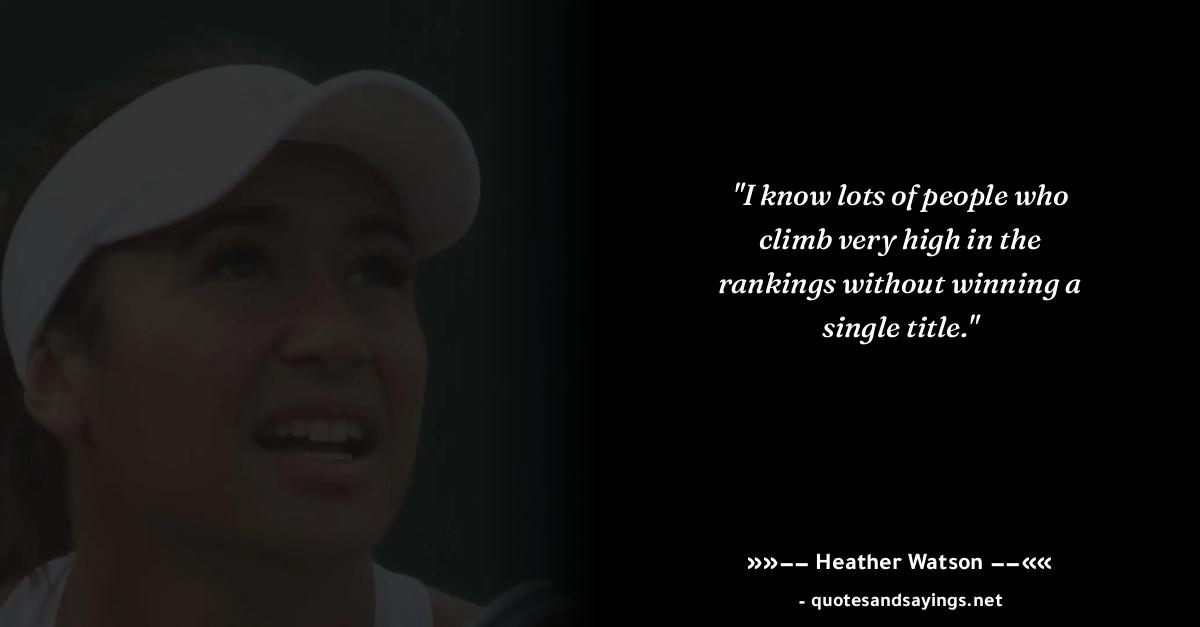 "I know lots of people who
climb very high in the
rankings without winning a
single title."
»»−− Heather Watson −−««
- quotesandsayings.net